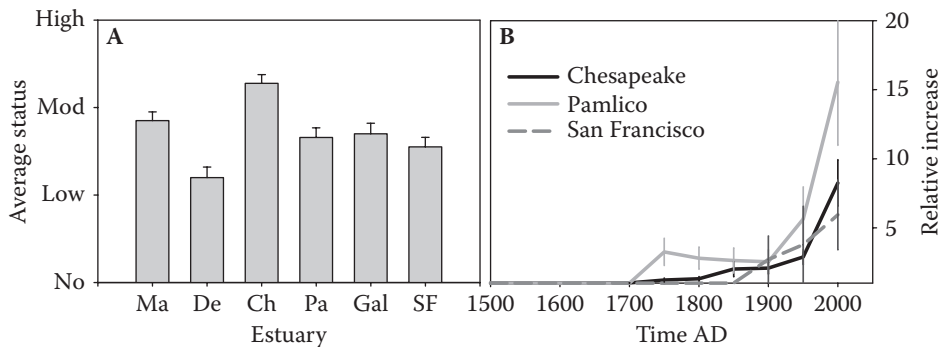 A
High
Mod
Low
No
Average status
Ma De Ch Pa Gal SF
Estuary
B
Chesapeake
Pamlico
San Francisco
20
15
10
5
Relative increase
1500 1600 1700 1800 1900 2000
Time AD